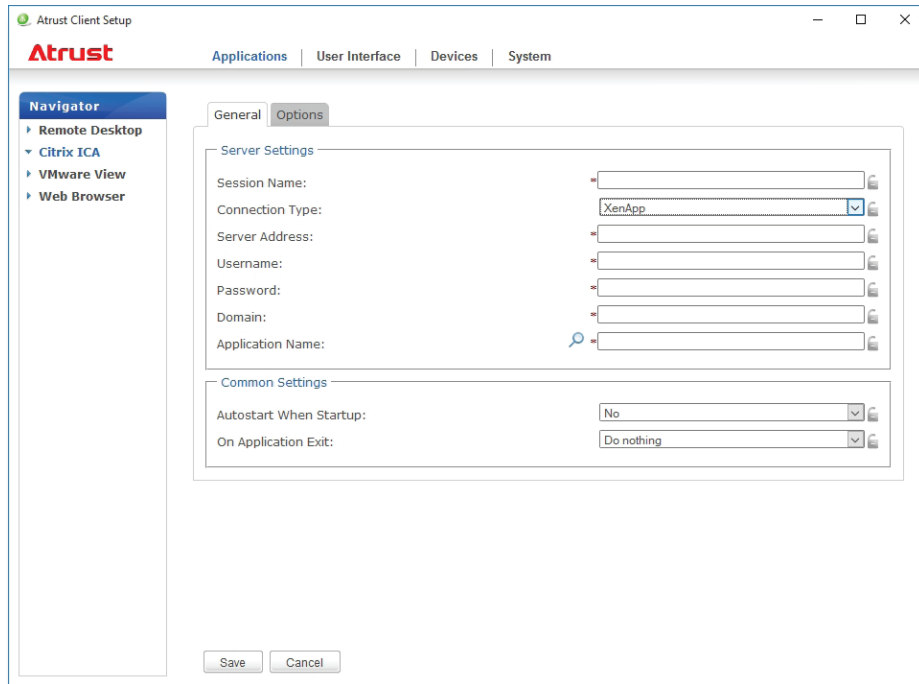 Atrust Client Setup
Atrust
Applications | User Interface | Devices | System
Navigator
Remote Desktop
Citrix ICA
VMware View
Web Browser
General Options
Server Settings
Session Name: *
Connection Type: XenApp
Server Address: *
Username: *
Password: *
Domain: *
Application Name: *
Common Settings
Autostart When Startup: No
On Application Exit: Do nothing
Save Cancel